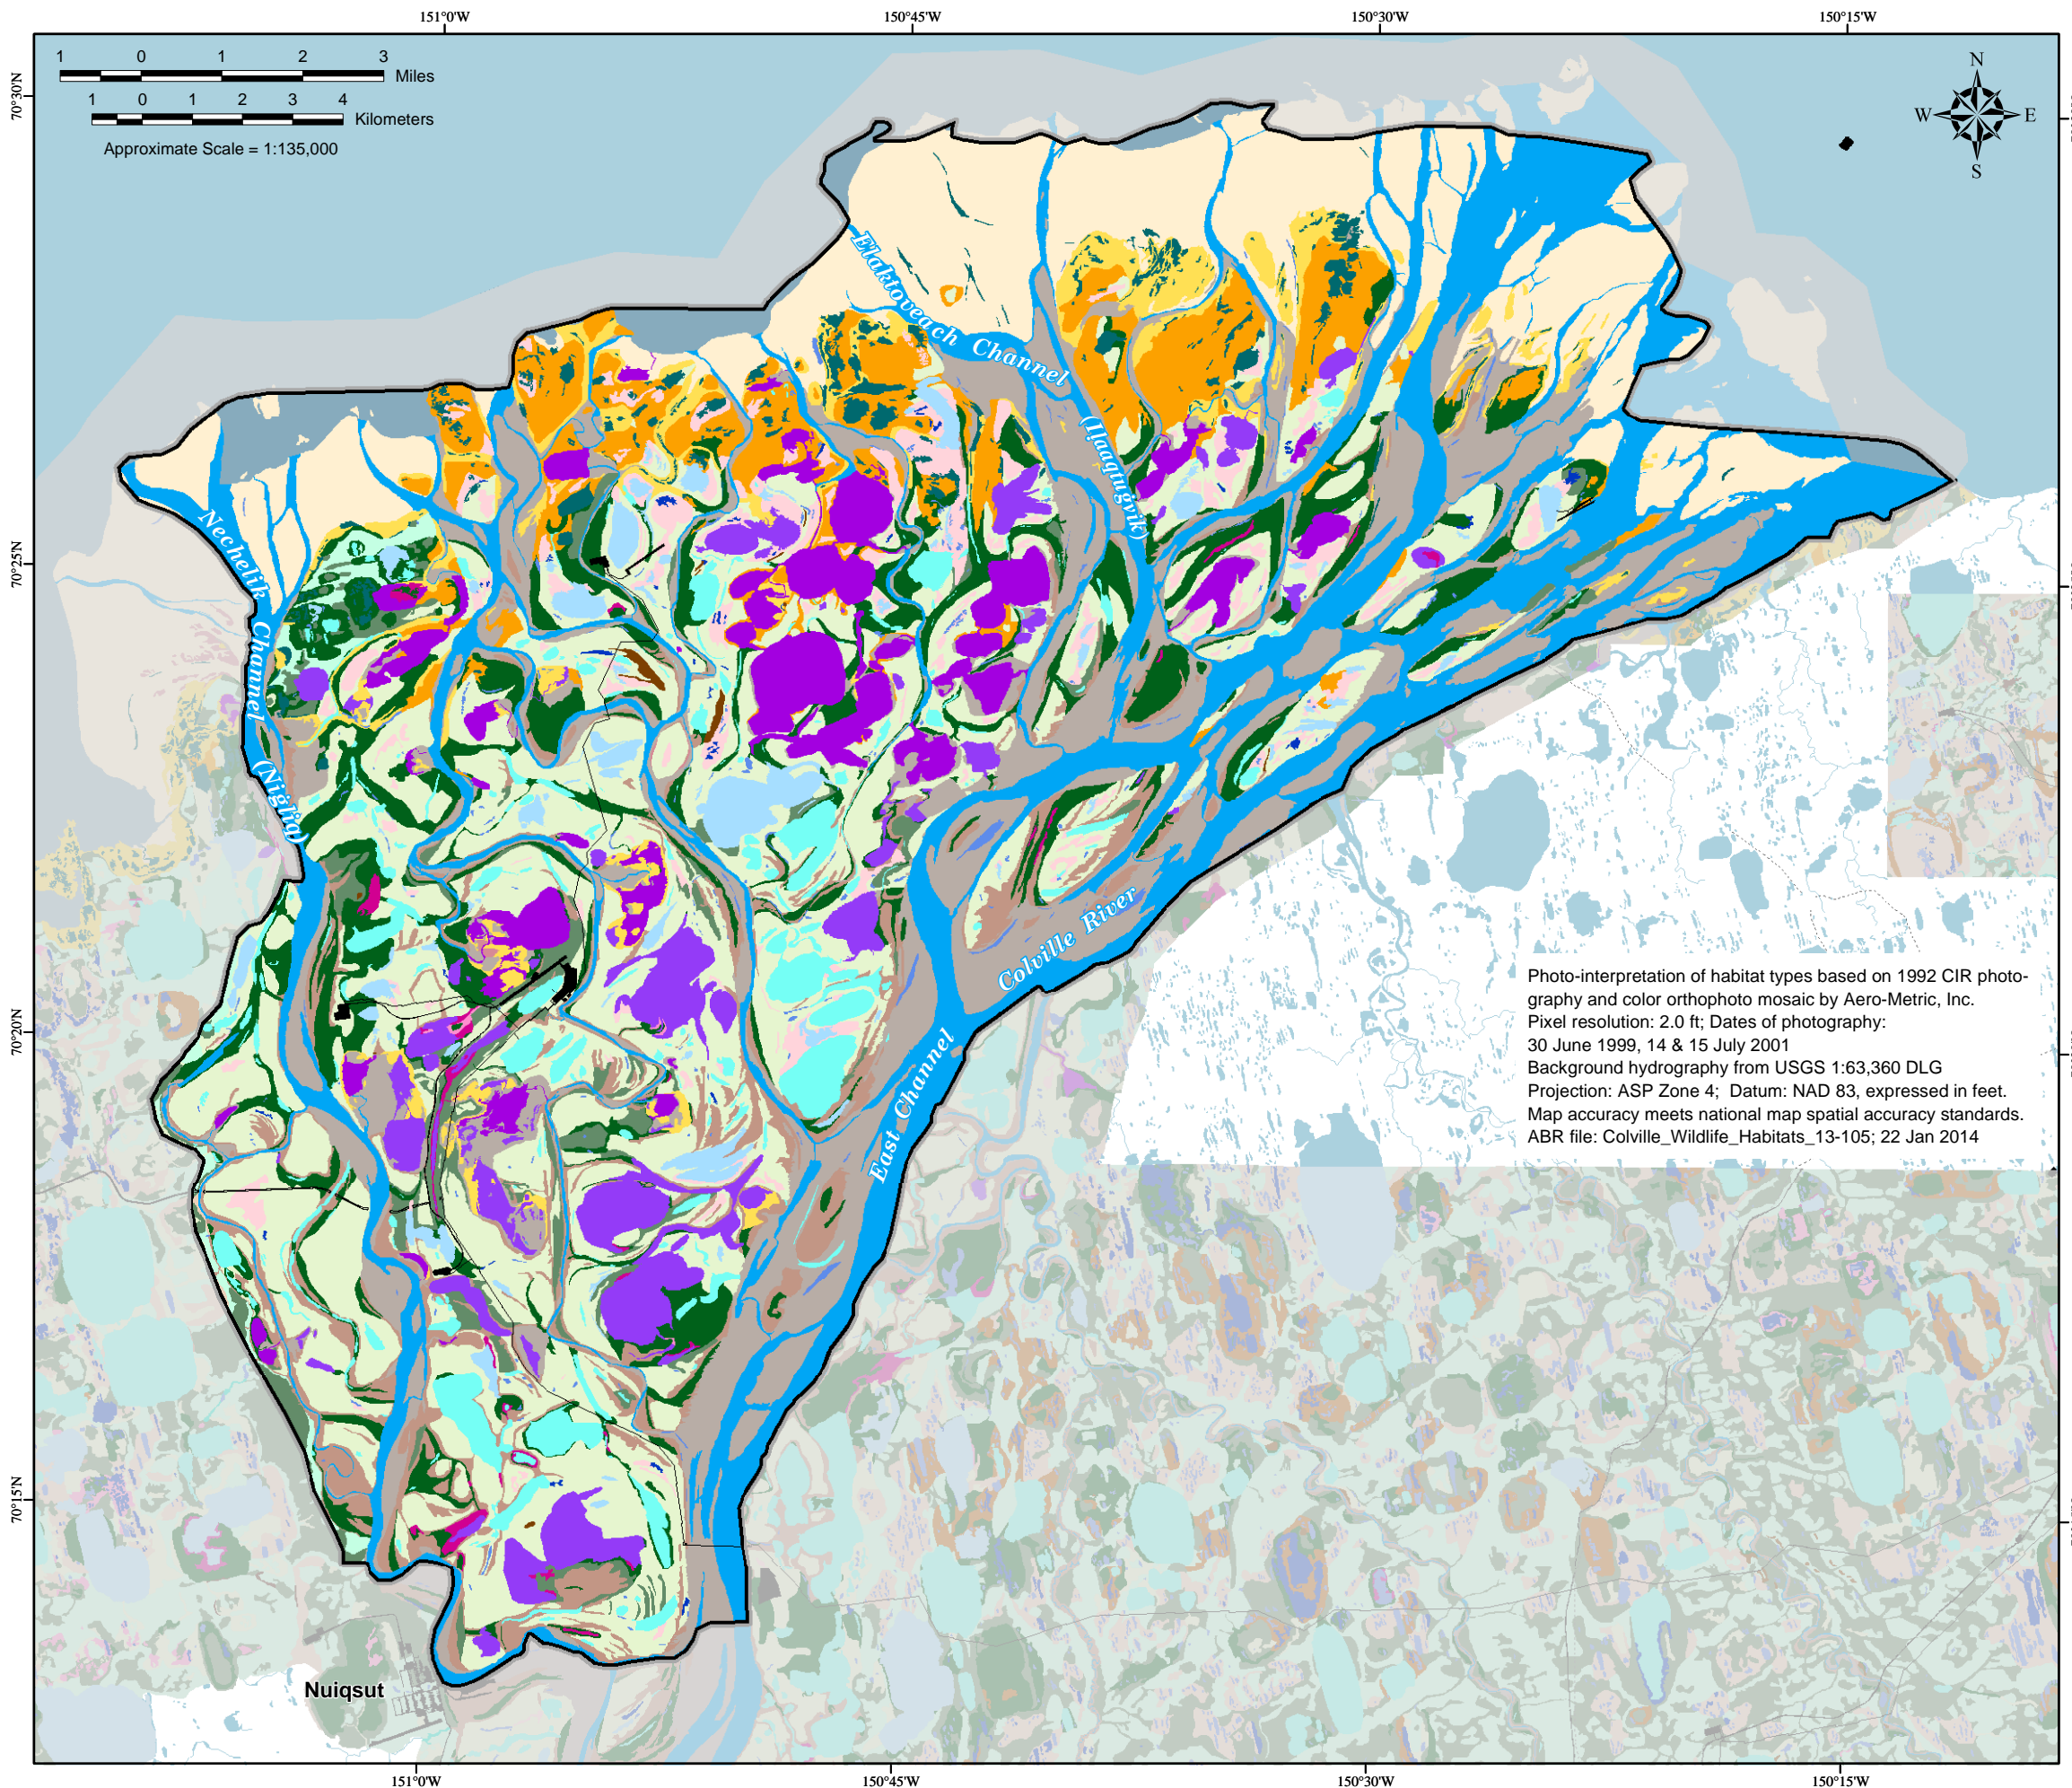 151°0'W 150°45'W 150°30'W 150°15'W
1 0 1 2 3 Miles
1 0 1 2 3 4 Kilometers
Approximate Scale = 1:135,000
N
W E
S
70°30'N
70°25'N
70°20'N
70°15'N
Elaktoveach Channel
(Ilaaqugvik)
Nechelik Channel (Nigliq)
Colville River
East Channel
Photo-interpretation of habitat types based on 1992 CIR photo-
graphy and color orthophoto mosaic by Aero-Metric, Inc.
Pixel resolution: 2.0 ft; Dates of photography:
30 June 1999, 14 & 15 July 2001
Background hydrography from USGS 1:63,360 DLG
Projection: ASP Zone 4; Datum: NAD 83, expressed in feet.
Map accuracy meets national map spatial accuracy standards.
ABR file: Colville_Wildlife_Habitats_13-105; 22 Jan 2014
Nuiqsut
151°0'W 150°45'W 150°30'W 150°15'W